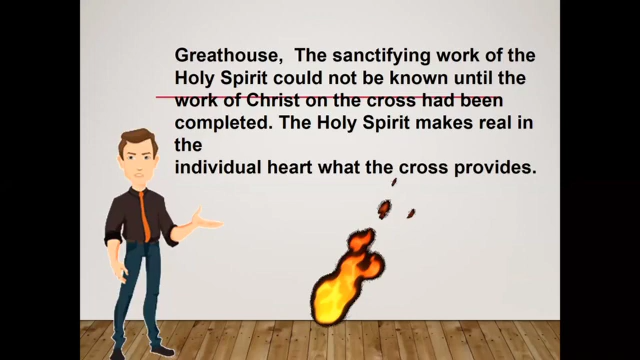 Greathouse,  The sanctifying work of the
Holy Spirit could not be known until the
work of Christ on the cross had been
completed. The Holy Spirit makes real in
the
individual heart what the cross provides.